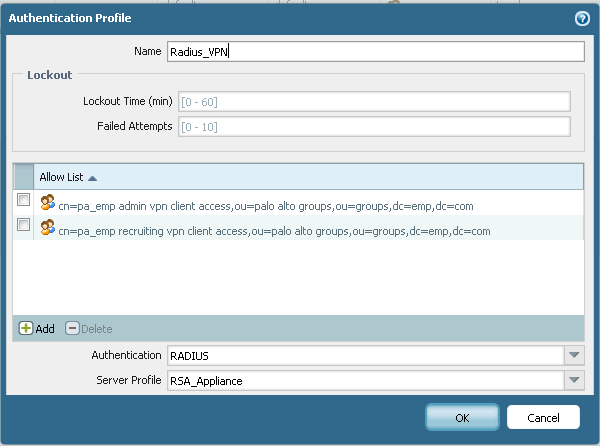 Authentication Profile
Name Radius_VPN
Lockout
Lockout Time (min) [0 - 60]
Failed Attempts [0 - 10]
Allow List
cn=pa_emp admin vpn client access,ou=palo alto groups,ou=groups,dc=emp,dc=com
cn=pa_emp recruiting vpn client access,ou=palo alto groups,ou=groups,dc=emp,dc=com
Add Delete
Authentication RADIUS
Server Profile RSA_Appliance
OK Cancel